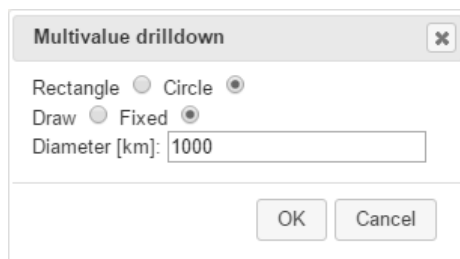 Multivalue drilldown
Rectangle Circle
Draw Fixed
Diameter [km]: 1000
OK Cancel